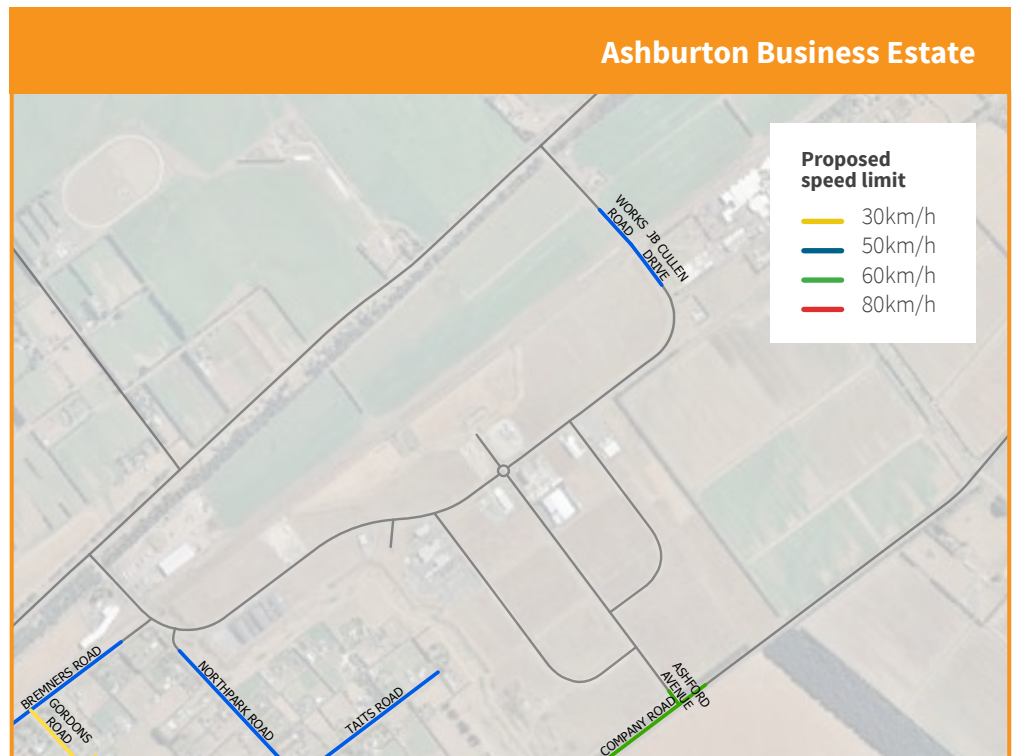 Ashburton Business Estate
Proposed
speed limit
30km/h
50km/h
60km/h
80km/h
WORKS
ROAD
JB CULLEN
DRIVE
BREMNERS ROAD
GORDONS
ROAD
NORTHPARK ROAD
TAITS ROAD
ASHFORD
AVENUE
COMPANY ROAD